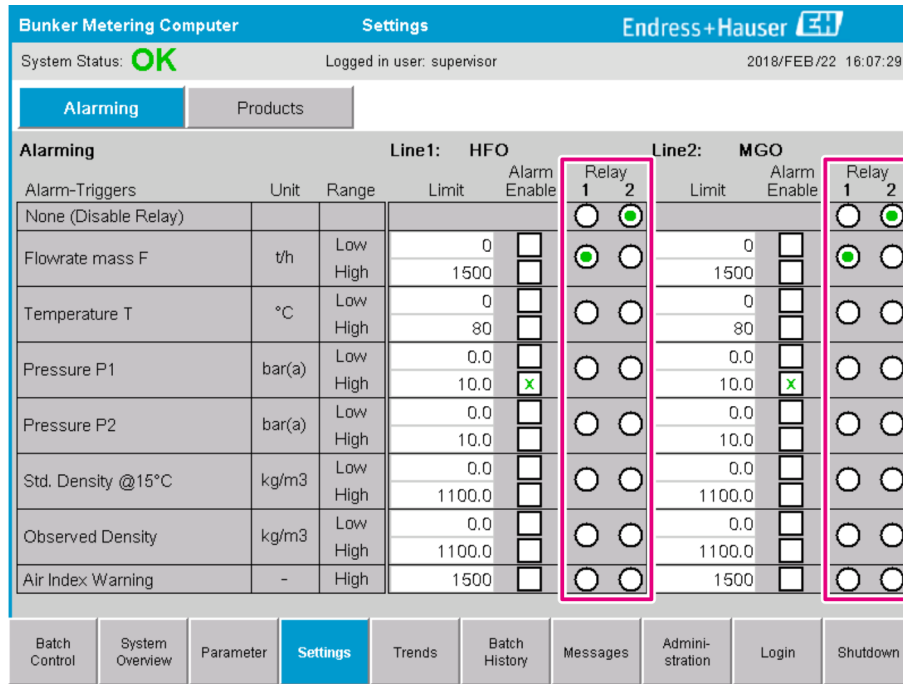 Bunker Metering Computer Settings Endress+Hauser EH
System Status: OK Logged in user: supervisor 2018/FEB/22 16:07:29
Alarming Products
Alarming Line1: HFO Line2: MGO
Alarm Relay Alarm Relay
Alarm-Triggers Unit Range Limit Enable 1 2 Limit Enable 1 2
None (Disable Relay)
Flowrate mass F t/h Low 0 0
High 1500 1500
Temperature T °C Low 0 0
High 80 80
Pressure P1 bar(a) Low 0.0 0.0
High 10.0 x 10.0 x
Pressure P2 bar(a) Low 0.0 0.0
High 10.0 10.0
Std. Density @15°C kg/m3 Low 0.0 0.0
High 1100.0 1100.0
Observed Density kg/m3 Low 0.0 0.0
High 1100.0 1100.0
Air Index Warning - High 1500 1500
Batch Control System Overview Parameter Settings Trends Batch History Messages Admini-stration Login Shutdown